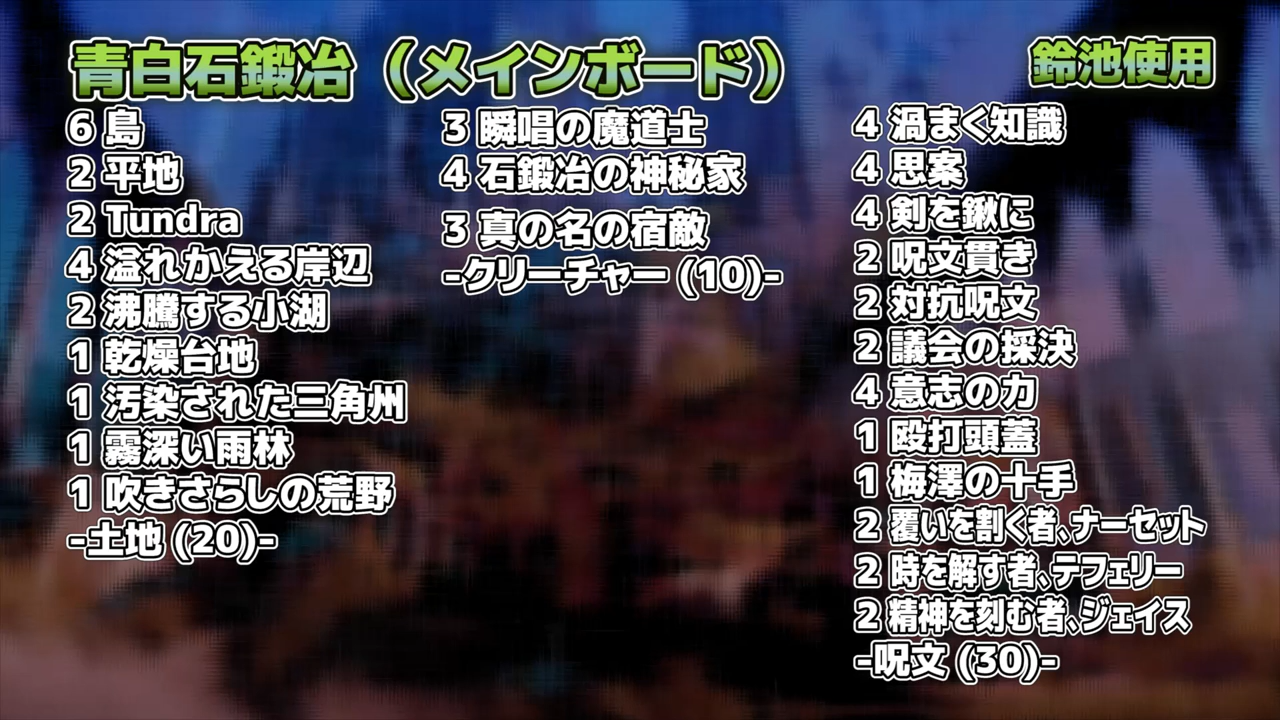 青白石鍛冶（メインボード）
鈴池使用
6 島
2 平地
2 Tundra
4 溢れかえる岸辺
2 沸騰する小湖
1 乾燥台地
1 汚染された三角州
1 霧深い雨林
1 吹きさらしの荒野
-土地 (20)-
3 瞬唱の魔道士
4 石鍛冶の神秘家
3 真の名の宿敵
-クリーチャー (10)-
4 渦まく知識
4 思案
4 剣を鍬に
2 呪文貫き
2 対抗呪文
2 議会の採決
4 意志の力
1 殴打頭蓋
1 梅澤の十手
2 覆いを割く者、ナーセット
2 時を解す者、テフェリー
2 精神を刻む者、ジェイス
-呪文 (30)-